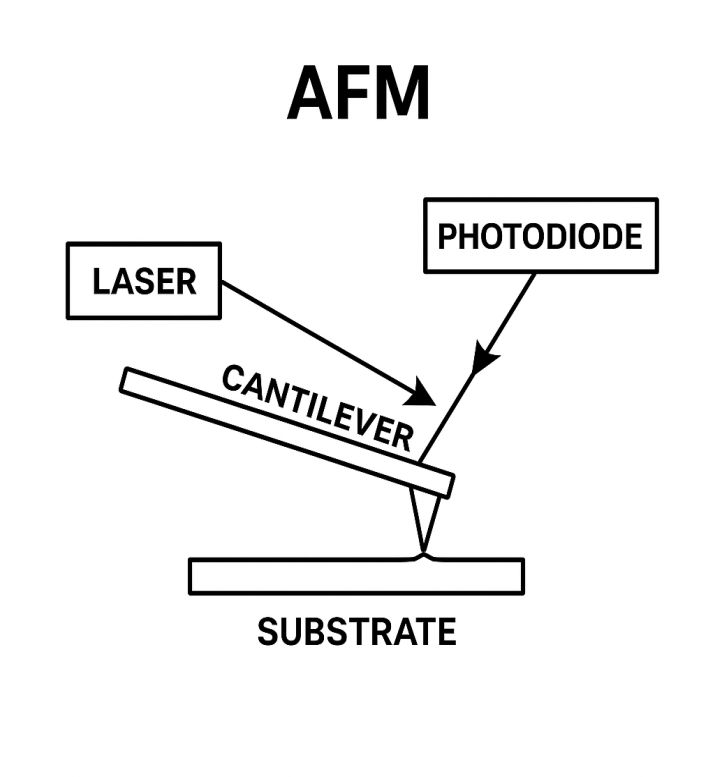 AFM
PHOTODIODE
LASER
CANTILEVER
SUBSTRATE